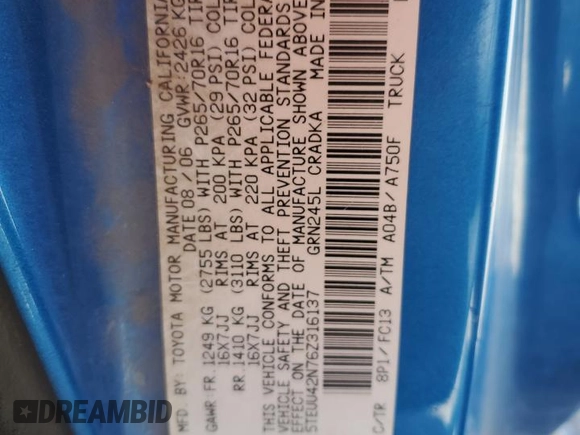 MFD. BY: TOYOTA MOTOR MANUFACTURING CALIFORNIA
DATE 08/06 GVWR: 2426 KG
GAWR: FR. 1249 KG (2755 LBS) WITH P265/70R16 TIR
16X7JJ RIMS AT 200 KPA (29 PSI) COL
RR. 1410 KG (3110 LBS) WITH P265/70R16 TIR
16X7JJ RIMS AT 220 KPA (32 PSI) COL
THIS VEHICLE CONFORMS TO ALL APPLICABLE FEDERA
VEHICLE SAFETY AND THEFT PREVENTION STANDARDS
EFFECT ON THE DATE OF MANUFACTURE SHOWN ABOVE
5TEUU42N76Z316137 GRN245L CRADKA MADE IN
C/TR 8P1/FC13 A/TM A04B/A750F TRUCK
DREAMBID